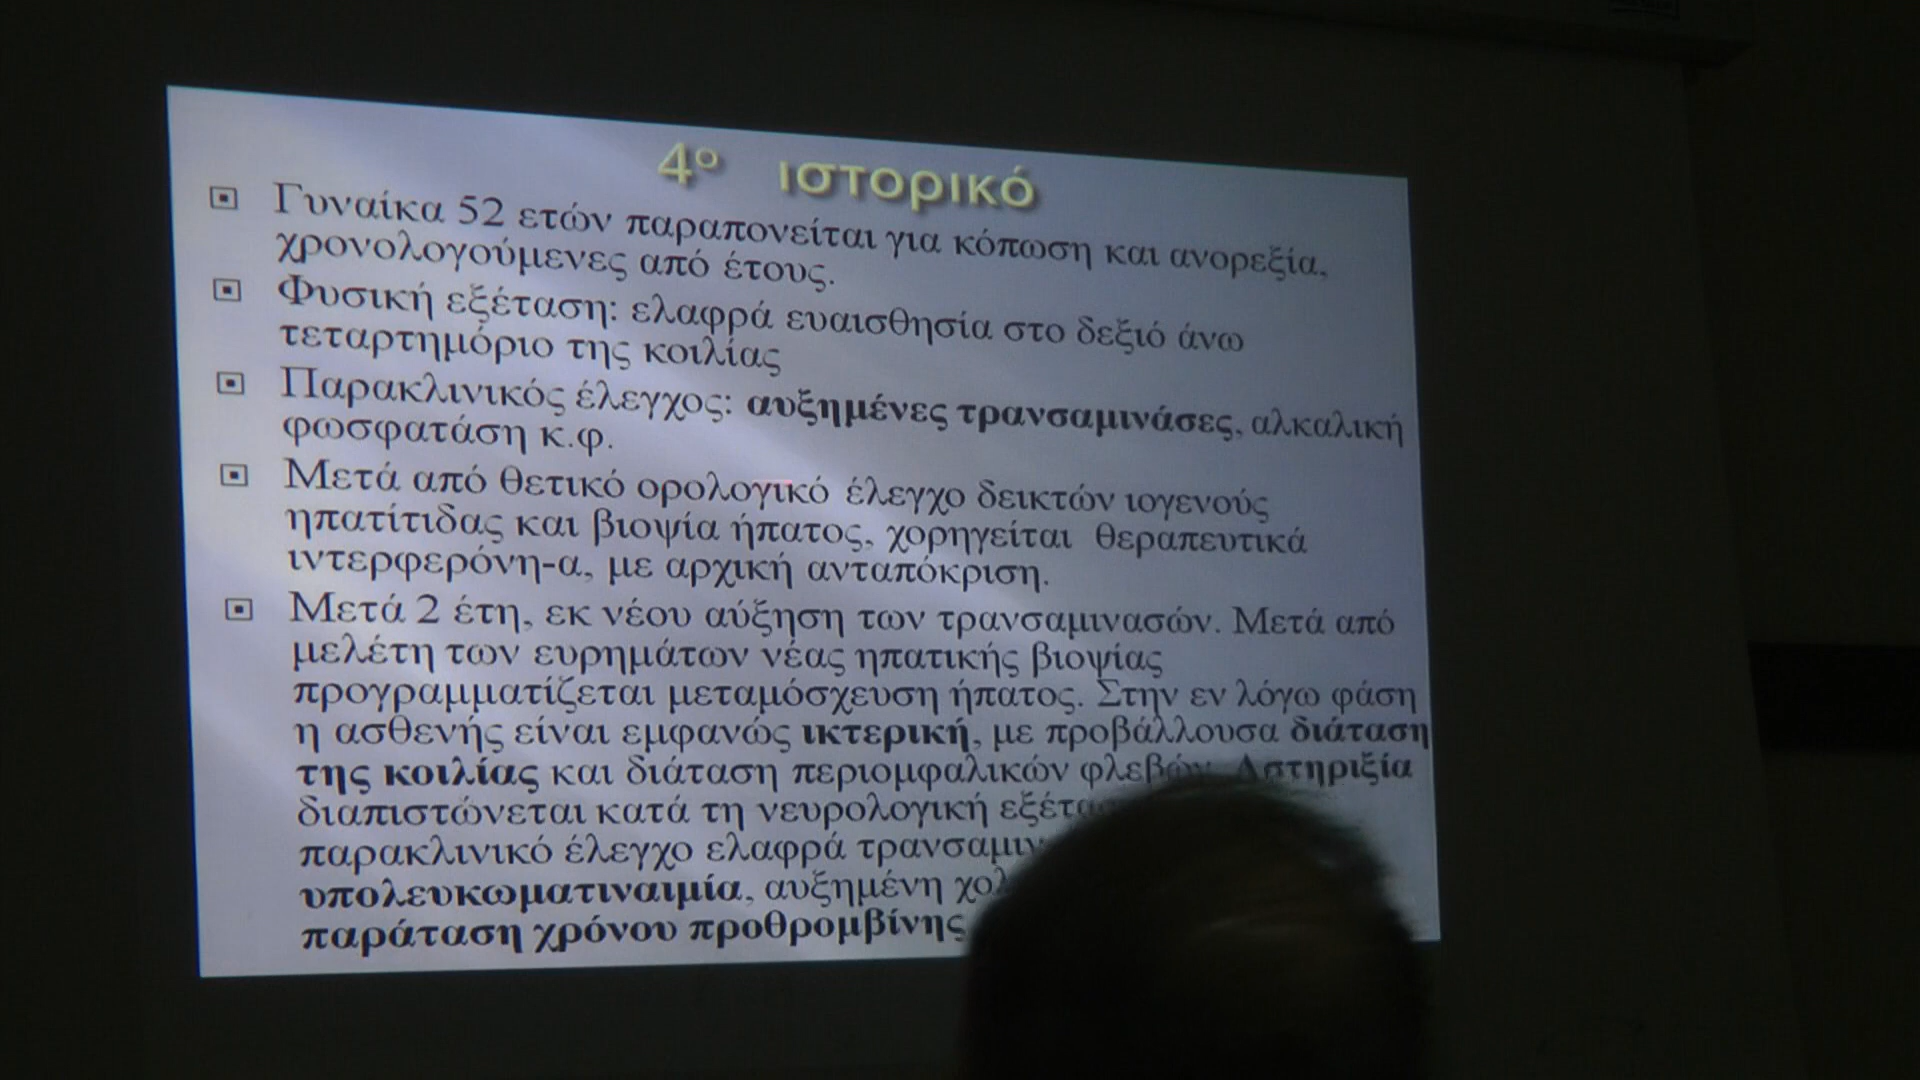 4ο ιστορικό
Γυναίκα 52 ετών παραπονείται για κόπωση και ανορεξία,
χρονολογούμενες από έτους.
Φυσική εξέταση: ελαφρά ευαισθησία στο δεξιό άνω
τεταρτημόριο της κοιλίας
Παρακλινικός έλεγχος: αυξημένες τρανσαμινάσες, αλκαλική
φωσφατάση κ.φ.
Μετά από θετικό ορολογικό έλεγχο δεικτών ιογενούς
ηπατίτιδας και βιοψία ήπατος, χορηγείται θεραπευτικά
ιντερφερόνη-α, με αρχική ανταπόκριση.
Μετά 2 έτη, εκ νέου αύξηση των τρανσαμινασών. Μετά από
μελέτη των ευρημάτων νέας ηπατικής βιοψίας
προγραμματίζεται μεταμόσχευση ήπατος. Στην εν λόγω φάση
η ασθενής είναι εμφανώς ικτερική, με προβάλλουσα διάταση
της κοιλίας και διάταση περιομφαλικών φλεβών. Αστηριξία
διαπιστώνεται κατά τη νευρολογική
παρακλινικό έλεγχο ελαφρά
υπολευκωματιναιμία, αυξημένη
παράταση χρόνου προθρομβίνης